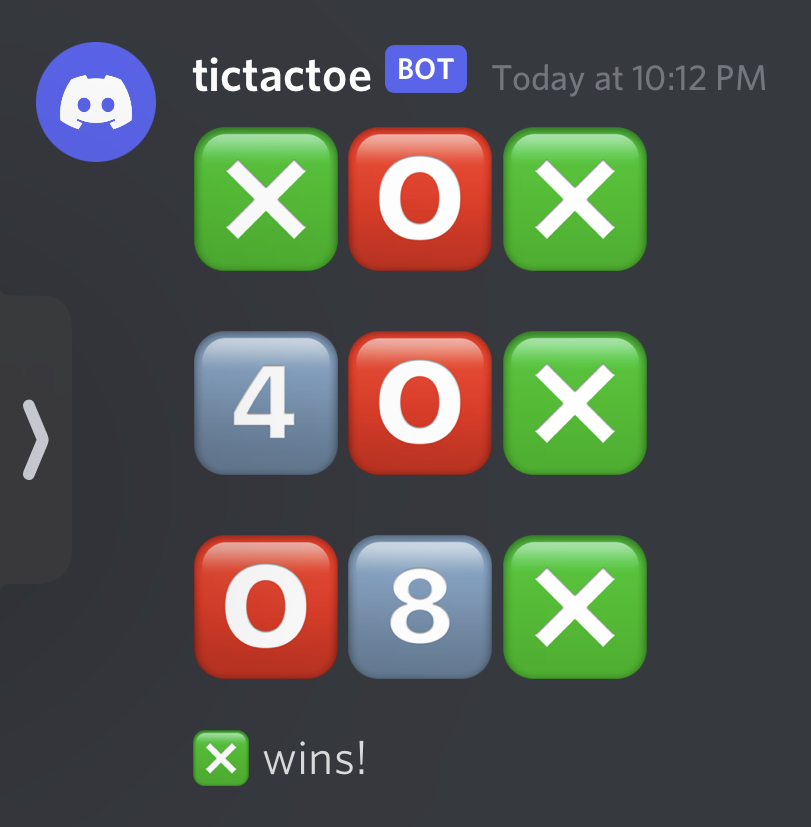 tictactoe BOT Today at 10:12 PM
❎ O ❎
4 O ❎
O 8 ❎
❎ wins!